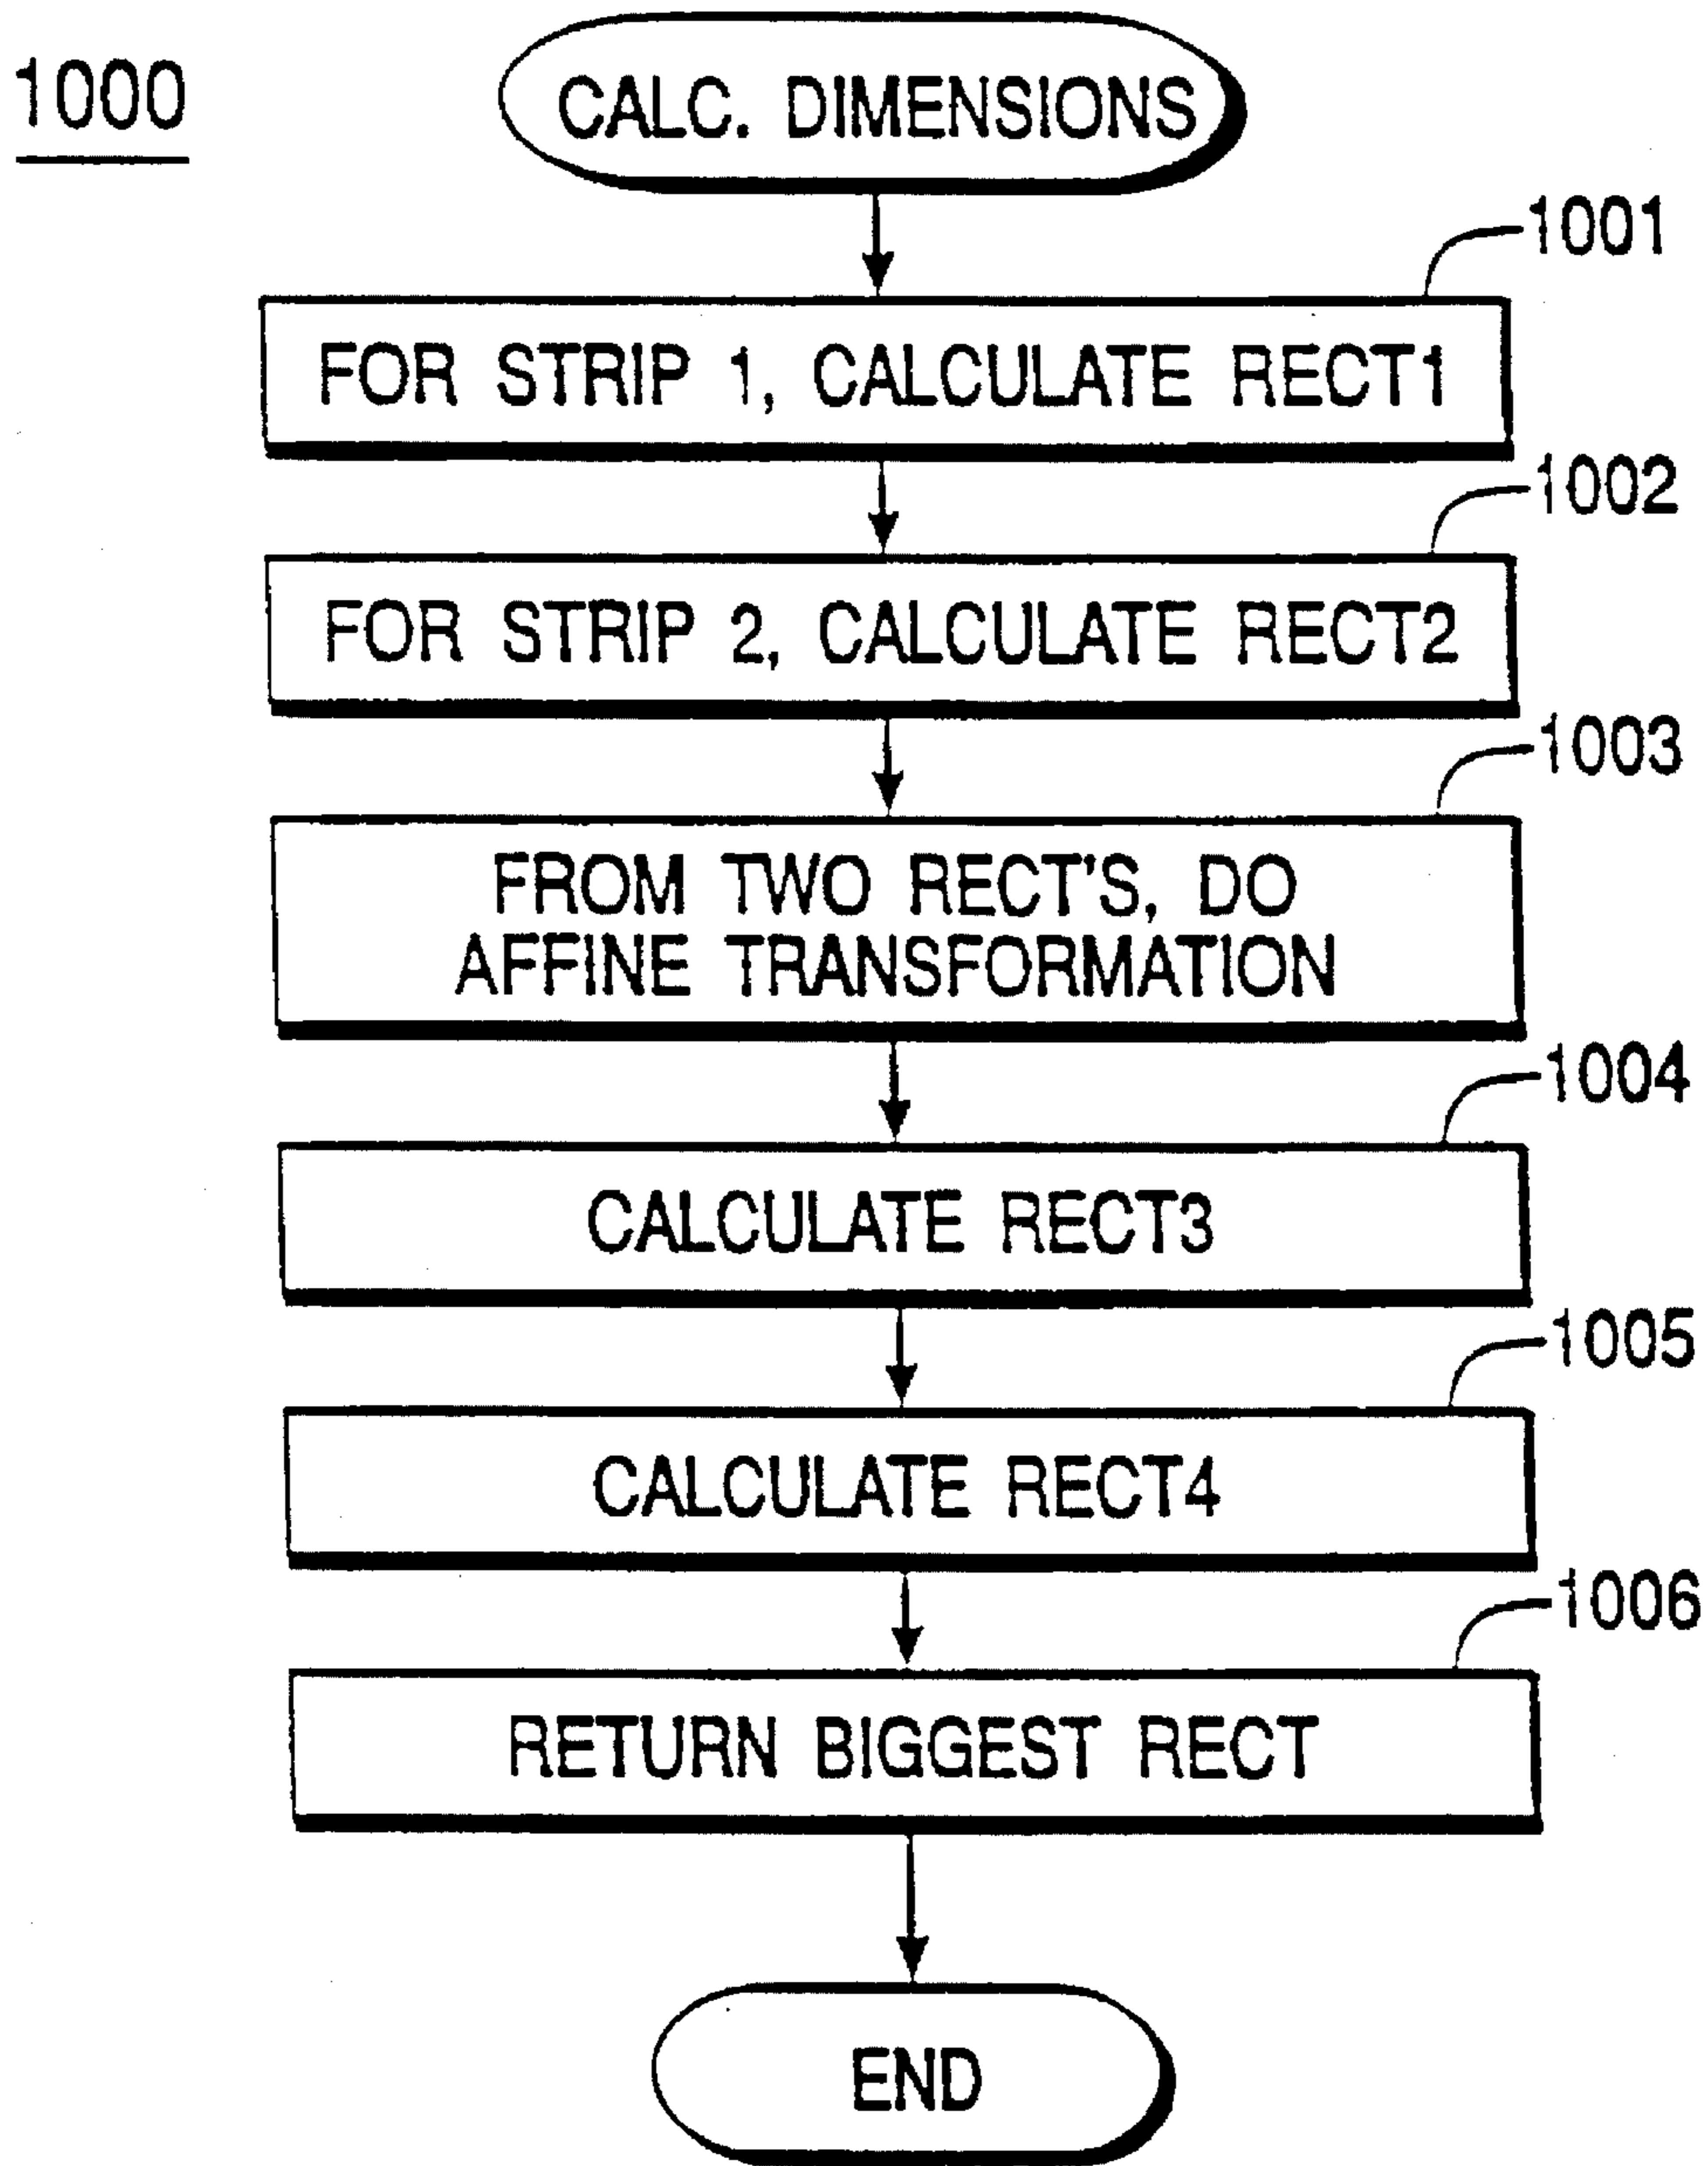 1000
CALC. DIMENSIONS
1001
FOR STRIP 1, CALCULATE RECT1
1002
FOR STRIP 2, CALCULATE RECT2
1003
FROM TWO RECT'S, DO
AFFINE TRANSFORMATION
1004
CALCULATE RECT3
1005
CALCULATE RECT4
1006
RETURN BIGGEST RECT
END